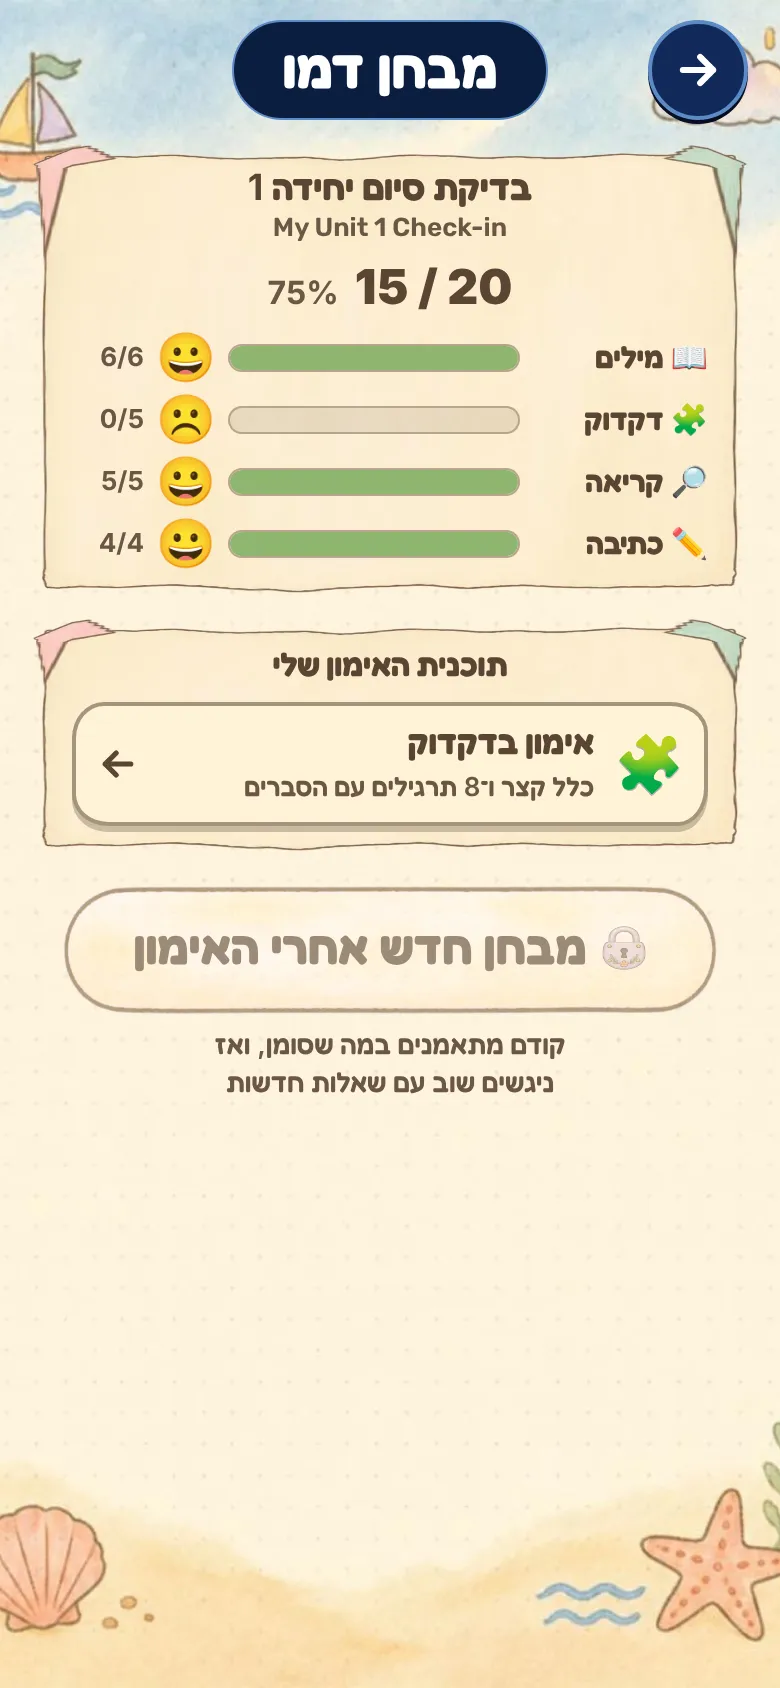 מבחן דמו
בדיקת סיום יחידה 1
My Unit 1 Check-in
15 / 20 75%
מילים 6/6
דקדוק 0/5
קריאה 5/5
כתיבה 4/4
תוכנית האימון שלי
אימון בדקדוק
כלל קצר ו־8 תרגילים עם הסברים
מבחן חדש אחרי האימון
קודם מתאמנים במה שסומן, ואז
ניגשים שוב עם שאלות חדשות